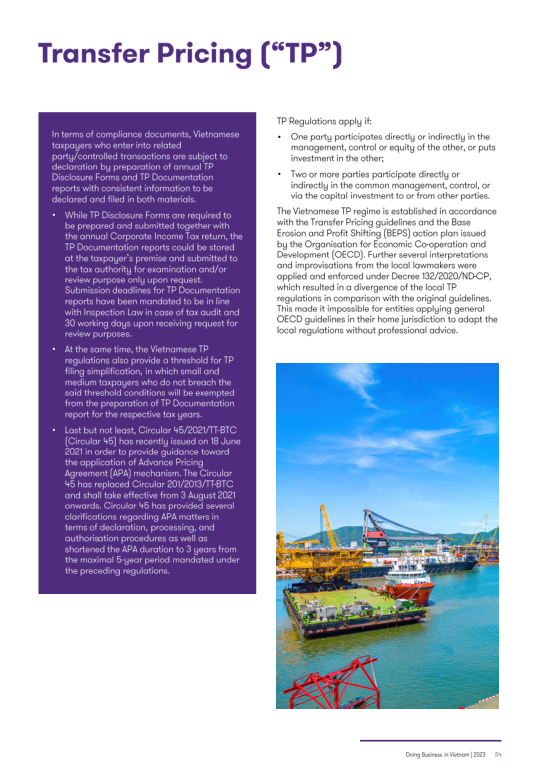 Transfer Pricing (“TP”)
In terms of compliance documents, Vietnamese
taxpayers who enter into related
party/controlled transactions are subject to
declaration by preparation of annual TP
Disclosure Forms and TP Documentation
reports with consistent information to be
declared and filed in both materials.
• While TP Disclosure Forms are required to
be prepared and submitted together with
the annual Corporate Income Tax return, the
TP Documentation reports could be stored
at the taxpayer’s premise and submitted to
the tax authority for examination and/or
review purpose only upon request.
Submission deadlines for TP Documentation
reports have been mandated to be in line
with Inspection Law in case of tax audit and
30 working days upon receiving request for
review purposes.
• At the same time, the Vietnamese TP
regulations also provide a threshold for TP
filing simplification, in which small and
medium taxpayers who do not breach the
said threshold conditions will be exempted
from the preparation of TP Documentation
report for the respective tax years.
• Last but not least, Circular 45/2021/TT-BTC
(Circular 45) has recently issued on 18 June
2021 in order to provide guidance toward
the application of Advance Pricing
Agreement (APA) mechanism. The Circular
45 has replaced Circular 201/2013/TT-BTC
and shall take effective from 3 August 2021
onwards. Circular 45 has provided several
clarifications regarding APA matters in
terms of declaration, processing, and
authorisation procedures as well as
shortened the APA duration to 3 years from
the maximal 5-year period mandated under
the preceding regulations.
TP Regulations apply if:
• One party participates directly or indirectly in the
management, control or equity of the other, or puts
investment in the other;
• Two or more parties participate directly or
indirectly in the common management, control, or
via the capital investment to or from other parties.
The Vietnamese TP regime is established in accordance
with the Transfer Pricing guidelines and the Base
Erosion and Profit Shifting (BEPS) action plan issued
by the Organisation for Economic Co-operation and
Development (OECD). Further several interpretations
and improvisations from the local lawmakers were
applied and enforced under Decree 132/2020/ND-CP,
which resulted in a divergence of the local TP
regulations in comparison with the original guidelines.
This made it impossible for entities applying general
OECD guidelines in their home jurisdiction to adapt the
local regulations without professional advice.
Doing Business in Vietnam | 2023 54